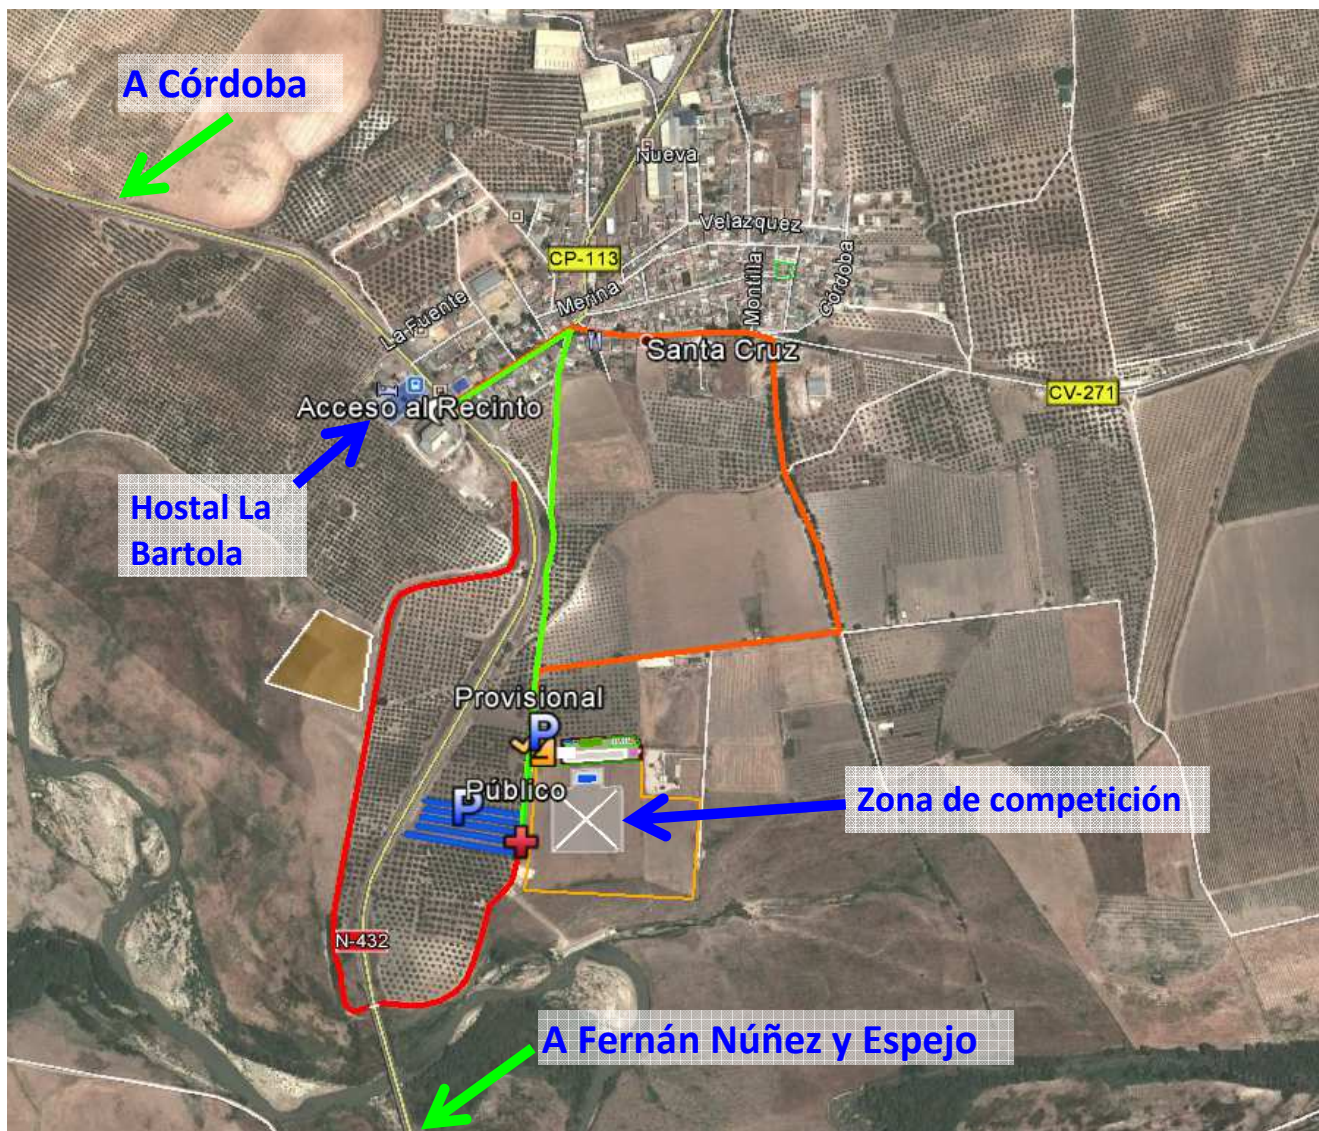 A Córdoba
Nueva
Velazquez
CP-113
Montilla
Córdoba
Merina
La Fuente
Santa Cruz
CV-271
Acceso al Recinto
Hostal La
Bartola
Provisional
P
Público
P
Zona de competición
N-432
A Fernán Núñez y Espejo